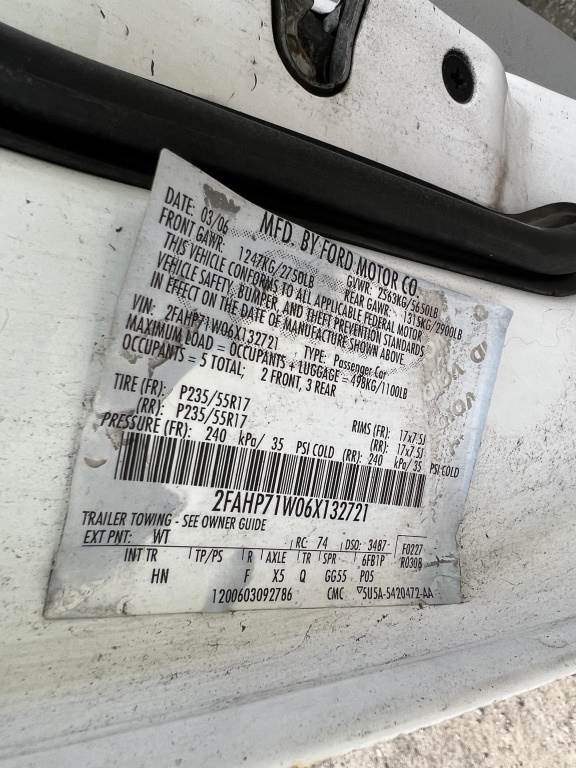 MFD. BY FORD MOTOR CO.
DATE: 03/06 GVWR: 2563KG/5650LB
FRONT GAWR: 1247KG/2750LB REAR GAWR: 1315KG/2900LB
THIS VEHICLE CONFORMS TO ALL APPLICABLE FEDERAL MOTOR
VEHICLE SAFETY, BUMPER, AND THEFT PREVENTION STANDARDS
IN EFFECT ON THE DATE OF MANUFACTURE SHOWN ABOVE.
VIN: 2FAHP71W06X132721 TYPE: Passenger Car
MAXIMUM LOAD = OCCUPANTS + LUGGAGE = 498KG/1100LB
OCCUPANTS = 5 TOTAL; 2 FRONT, 3 REAR
TIRE (FR): P235/55R17 RIMS (FR): 17x7.5J
(RR): P235/55R17 (RR): 17x7.5J
PRESSURE (FR): 240 kPa/ 35 PSI COLD (RR): 240 kPa/ 35 PSI COLD
2FAHP71W06X132721
TRAILER TOWING - SEE OWNER GUIDE
EXT PNT: WT RC: 74 DSO: 3487 F0227
INT TR TP/PS R AXLE TR SPR 6FB1P R0308
HN F X5 Q GG55 P05
1200603092786 CMC ▽5U5A-5420472-AA